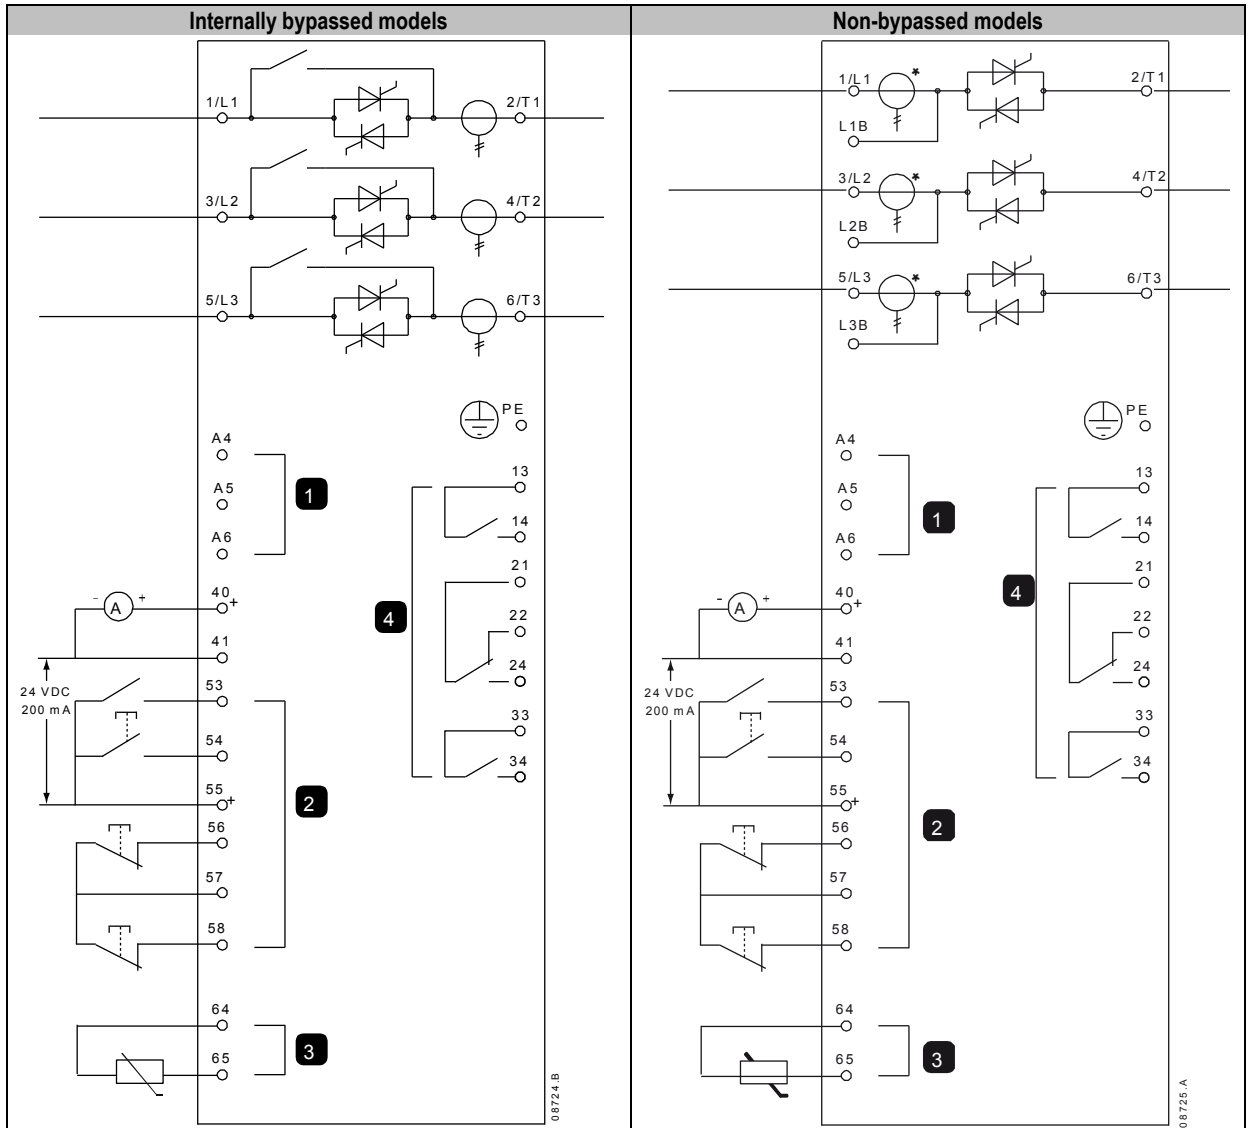 Internally bypassed models
1/L1
2/T1
3/L2
4/T2
5/L3
6/T3
PE
A4
A5
A6
1
13
14
21
22
24
33
34
4
- A +
40
+
41
24 VDC
200 mA
53
54
55
+
56
57
58
2
64
65
3
08724.B
Non-bypassed models
1/L1
*
2/T1
L1B
3/L2
*
4/T2
L2B
5/L3
*
6/T3
L3B
PE
A4
A5
A6
1
13
14
21
22
24
33
34
4
- A +
40
+
41
24 VDC
200 mA
53
54
55
+
56
57
58
2
64
65
3
08725.A